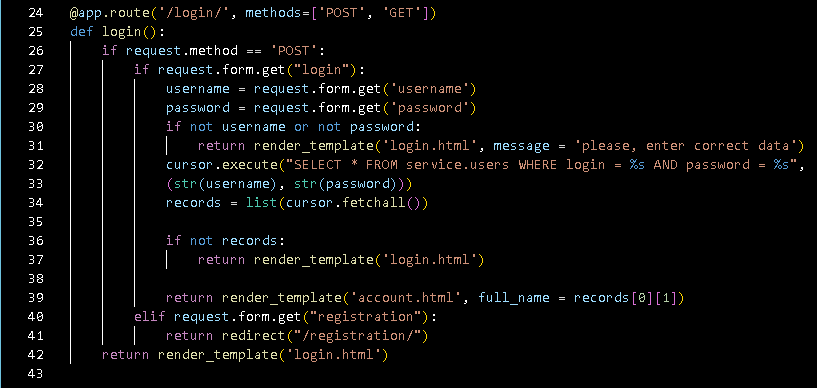 24 @app.route('/login/', methods=['POST', 'GET'])
25 def login():
26     if request.method == 'POST':
27         if request.form.get("login"):
28             username = request.form.get('username')
29             password = request.form.get('password')
30             if not username or not password:
31                 return render_template('login.html', message = 'please, enter correct data')
32             cursor.execute("SELECT * FROM service.users WHERE login = %s AND password = %s",
33             (str(username), str(password)))
34             records = list(cursor.fetchall())
35
36             if not records:
37                 return render_template('login.html')
38
39             return render_template('account.html', full_name = records[0][1])
40         elif request.form.get("registration"):
41             return redirect("/registration/")
42     return render_template('login.html')
43